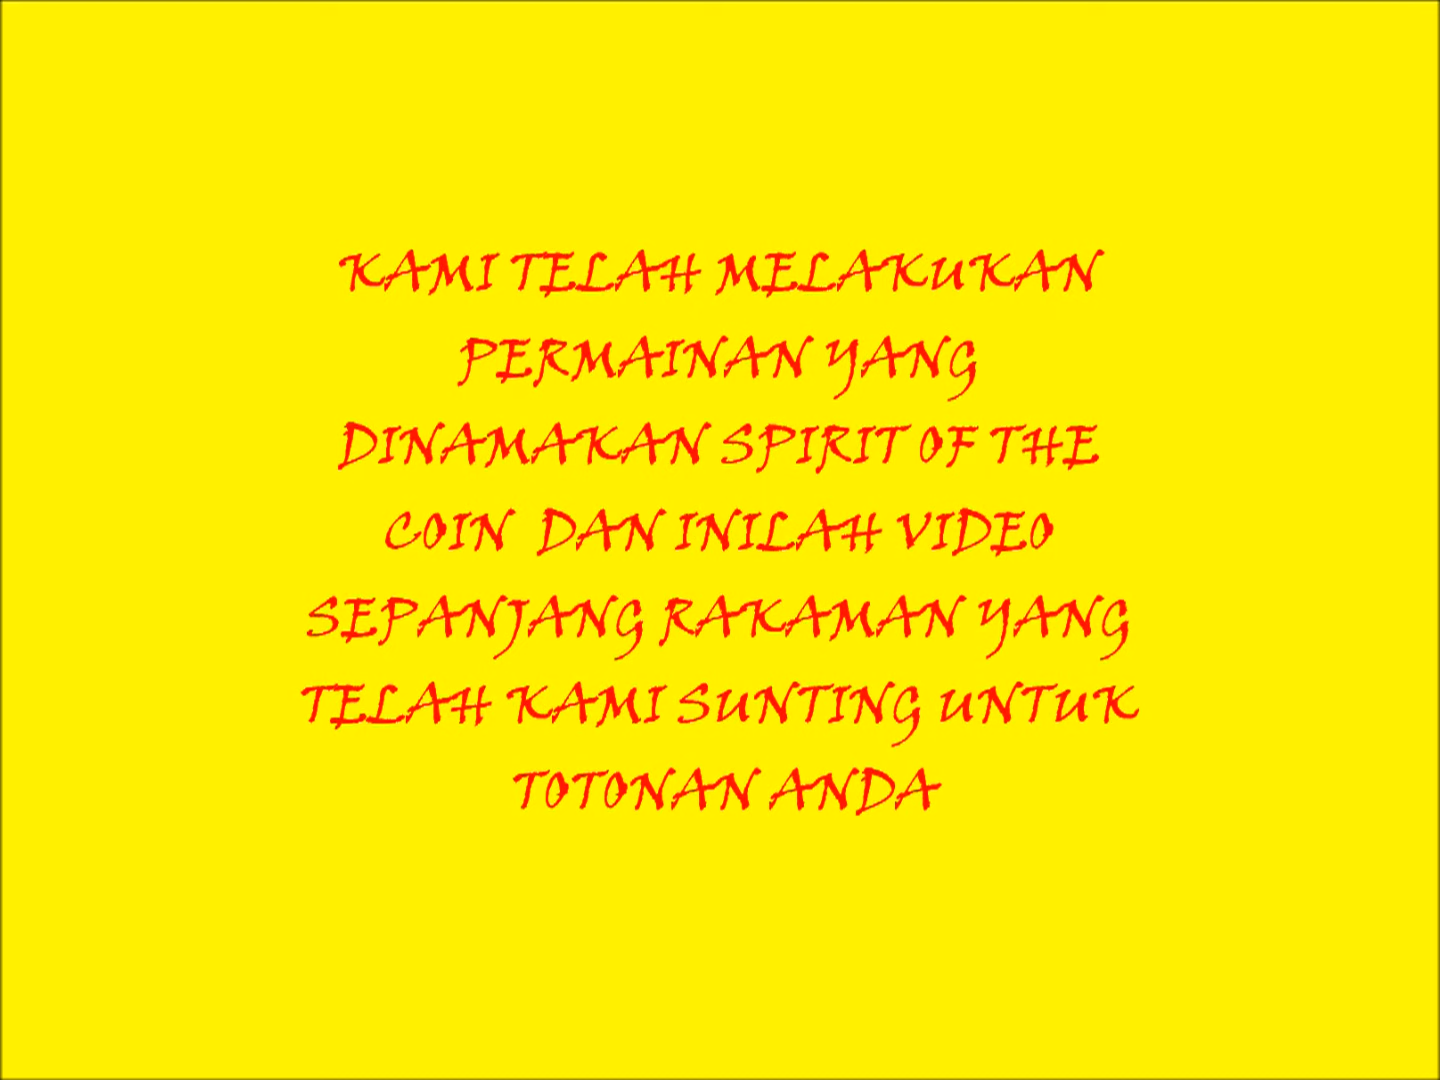 KAMI TELAH MELAKUKAN
PERMAINAN YANG
DINAMAKAN SPIRIT OF THE
COIN DAN INILAH VIDEO
SEPANJANG RAKAMAN YANG
TELAH KAMI SUNTING UNTUK
TOTONAN ANDA